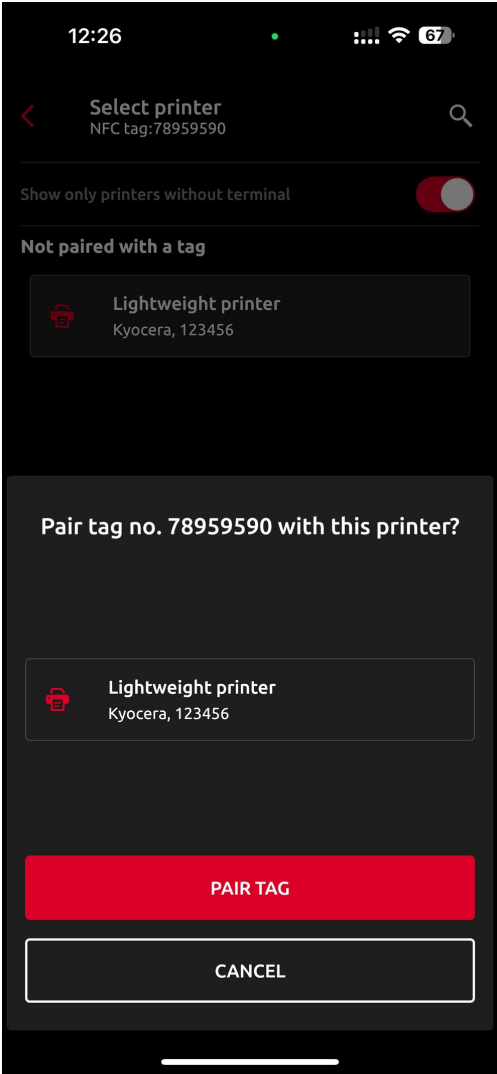 12:26
67
Select printer
NFC tag:78959590
Show only printers without terminal
Not paired with a tag
Lightweight printer
Kyocera, 123456
Pair tag no. 78959590 with this printer?
Lightweight printer
Kyocera, 123456
PAIR TAG
CANCEL